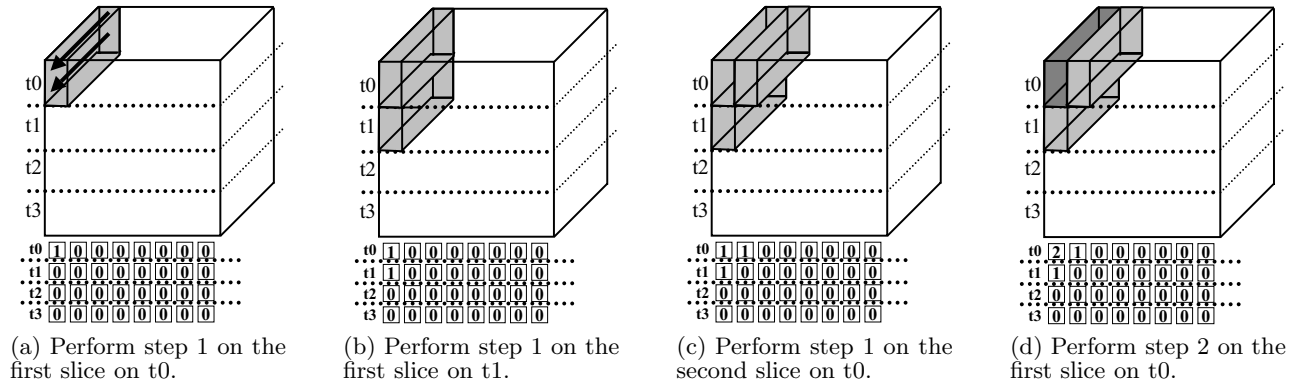 t0
t1
t2
t3
t0 1 0 0 0 0 0 0 0
t1 0 0 0 0 0 0 0 0
t2 0 0 0 0 0 0 0 0
t3 0 0 0 0 0 0 0 0
(a) Perform step 1 on the
first slice on t0.
t0
t1
t2
t3
t0 1 0 0 0 0 0 0 0
t1 1 0 0 0 0 0 0 0
t2 0 0 0 0 0 0 0 0
t3 0 0 0 0 0 0 0 0
(b) Perform step 1 on the
first slice on t1.
t0
t1
t2
t3
t0 1 1 0 0 0 0 0 0
t1 1 0 0 0 0 0 0 0
t2 0 0 0 0 0 0 0 0
t3 0 0 0 0 0 0 0 0
(c) Perform step 1 on the
second slice on t0.
t0
t1
t2
t3
t0 2 1 0 0 0 0 0 0
t1 1 0 0 0 0 0 0 0
t2 0 0 0 0 0 0 0 0
t3 0 0 0 0 0 0 0 0
(d) Perform step 2 on the
first slice on t0.